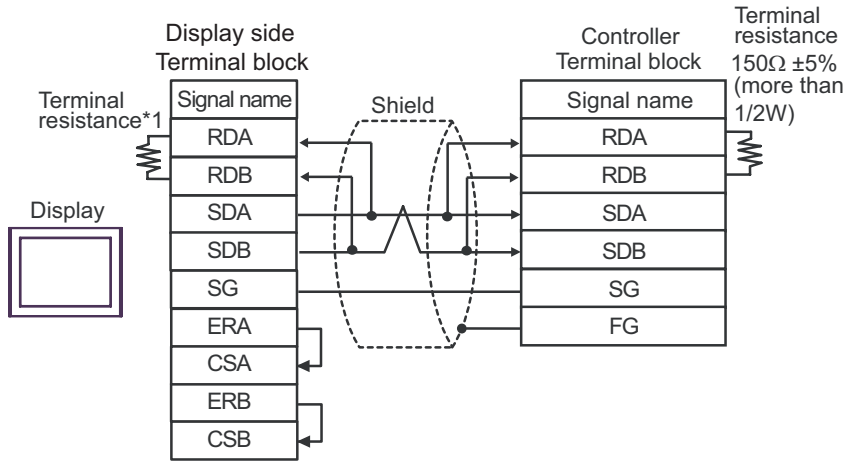 Display side
Terminal block
Controller
Terminal block
Terminal
resistance
150Ω ±5%
(more than
1/2W)
Terminal
resistance*1
Signal name
Shield
Signal name
RDA
RDA
RDB
RDB
Display
SDA
SDA
SDB
SDB
SG
SG
ERA
FG
CSA
ERB
CSB